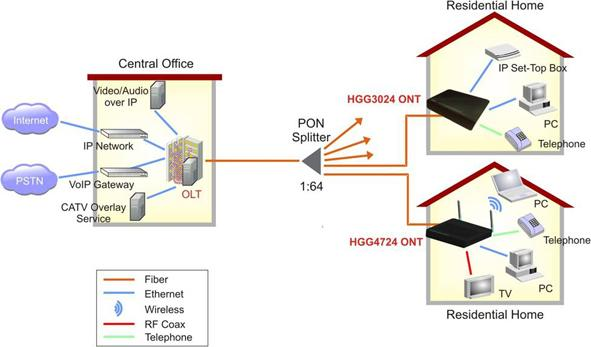 Residential Home
Central Office
Video/Audio
over IP
Internet
IP Network
PSTN
VoIP Gateway
OLT
CATV Overlay
Service
PON
Splitter
1:64
HGG3024 ONT
IP Set-Top Box
PC
Telephone
HGG4724 ONT
PC
Telephone
PC
TV
Residential Home
Fiber
Ethernet
Wireless
RF Coax
Telephone